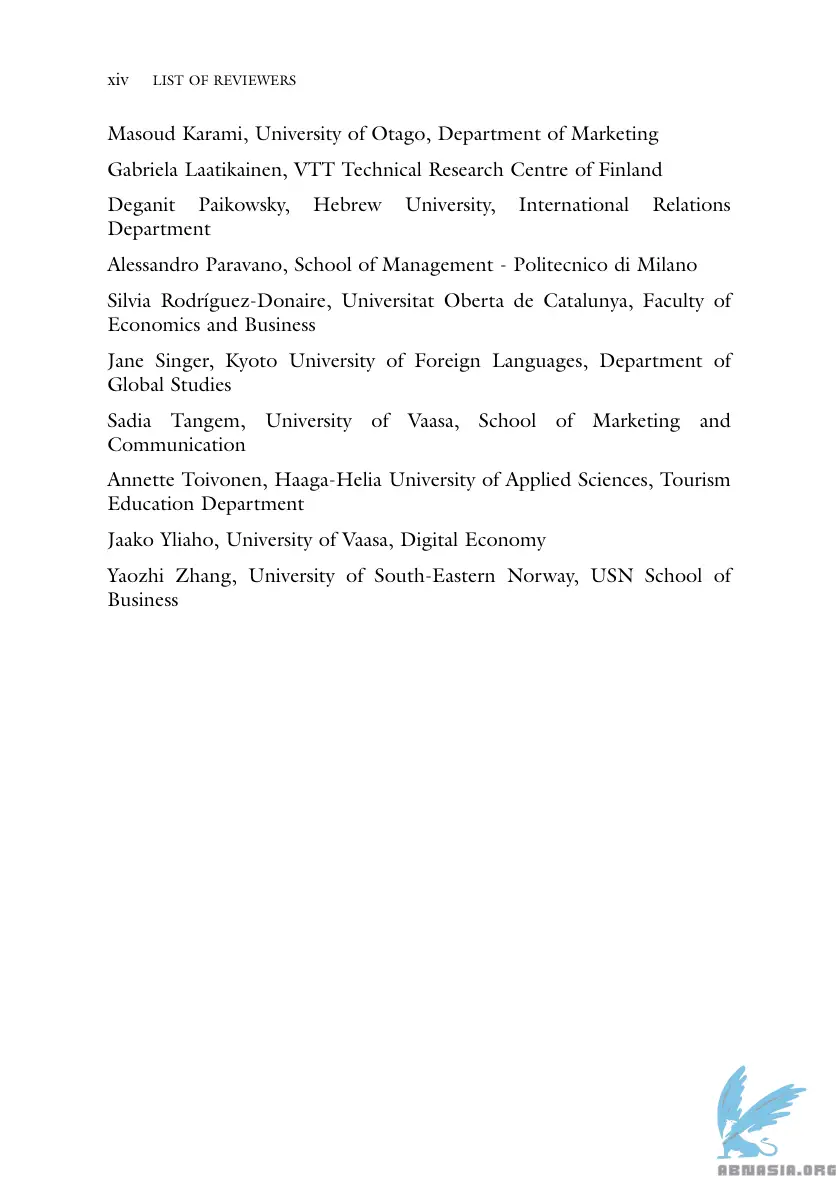 xiv LIST OF REVIEWERS
Masoud Karami, University of Otago, Department of Marketing
Gabriela Laatikainen, VTT Technical Research Centre of Finland
Deganit Paikowsky, Hebrew University, International Relations
Department
Alessandro Paravano, School of Management - Politecnico di Milano
Silvia Rodríguez-Donaire, Universitat Oberta de Catalunya, Faculty of
Economics and Business
Jane Singer, Kyoto University of Foreign Languages, Department of
Global Studies
Sadia Tangem, University of Vaasa, School of Marketing and
Communication
Annette Toivonen, Haaga-Helia University of Applied Sciences, Tourism
Education Department
Jaako Yliaho, University of Vaasa, Digital Economy
Yaozhi Zhang, University of South-Eastern Norway, USN School of
Business
ABNASIA.ORG